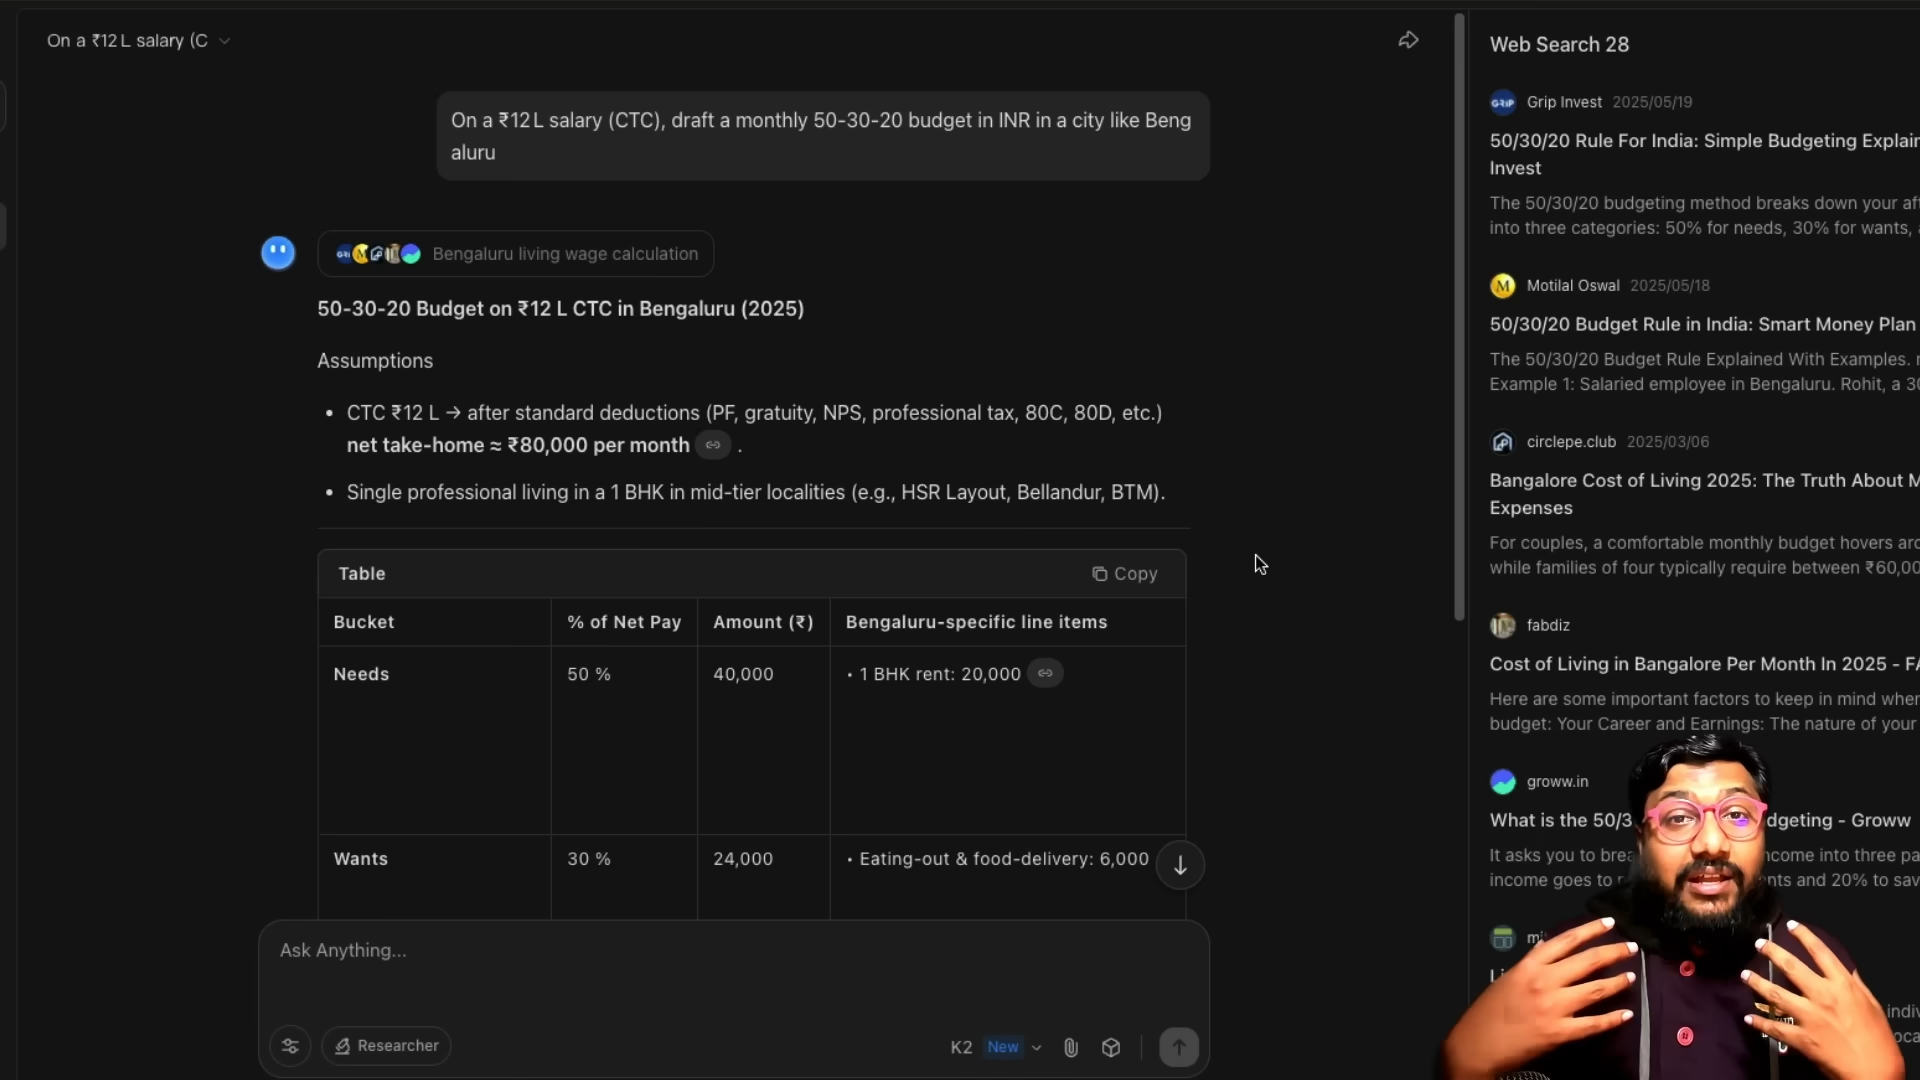 On a ₹12 L salary (C
On a ₹12 L salary (CTC), draft a monthly 50-30-20 budget in INR in a city like Beng
aluru
GRIP M Bengaluru living wage calculation
50-30-20 Budget on ₹12 L CTC in Bengaluru (2025)
Assumptions
• CTC ₹12 L → after standard deductions (PF, gratuity, NPS, professional tax, 80C, 80D, etc.)
net take-home ≈ ₹80,000 per month .
• Single professional living in a 1 BHK in mid-tier localities (e.g., HSR Layout, Bellandur, BTM).
Table Copy
Bucket % of Net Pay Amount (₹) Bengaluru-specific line items
Needs 50 % 40,000 • 1 BHK rent: 20,000
Wants 30 % 24,000 • Eating-out & food-delivery: 6,000
Ask Anything...
Researcher
K2 New
Web Search 28
GRIP Grip Invest 2025/05/19
50/30/20 Rule For India: Simple Budgeting Explai
Invest
The 50/30/20 budgeting method breaks down your af
into three categories: 50% for needs, 30% for wants,
M Motilal Oswal 2025/05/18
50/30/20 Budget Rule in India: Smart Money Plan
The 50/30/20 Budget Rule Explained With Examples.
Example 1: Salaried employee in Bengaluru. Rohit, a 30
circlepe.club 2025/03/06
Bangalore Cost of Living 2025: The Truth About M
Expenses
For couples, a comfortable monthly budget hovers aro
while families of four typically require between ₹60,00
fabdiz
Cost of Living in Bangalore Per Month In 2025 - FA
Here are some important factors to keep in mind when
budget: Your Career and Earnings: The nature of your
groww.in
What is the 50/3 dgeting - Groww
It asks you to brea ncome into three pa
income goes to nts and 20% to sav
mi
Li
indiv
oca